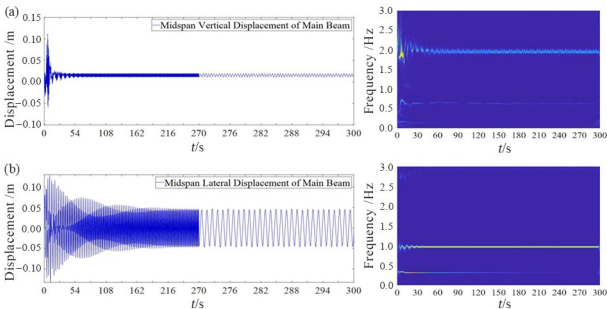 (a)
Displacement /m
0.15
0.10
0.05
0.00
−0.05
−0.10
Midspan Vertical Displacement of Main Beam
0 54 108 162 216 270 276 282 288 294 300
t/s
Frequency /Hz
3.0
2.5
2.0
1.5
1.0
0.5
0.0
0 30 60 90 120 150 180 210 240 270 300
t/s
(b)
Displacement /m
0.10
0.05
0.00
−0.05
−0.10
Midspan Lateral Displacement of Main Beam
0 54 108 162 216 270 276 282 288 294 300
t/s
Frequency /Hz
3.0
2.5
2.0
1.5
1.0
0.5
0.0
0 30 60 90 120 150 180 210 240 270 300
t/s